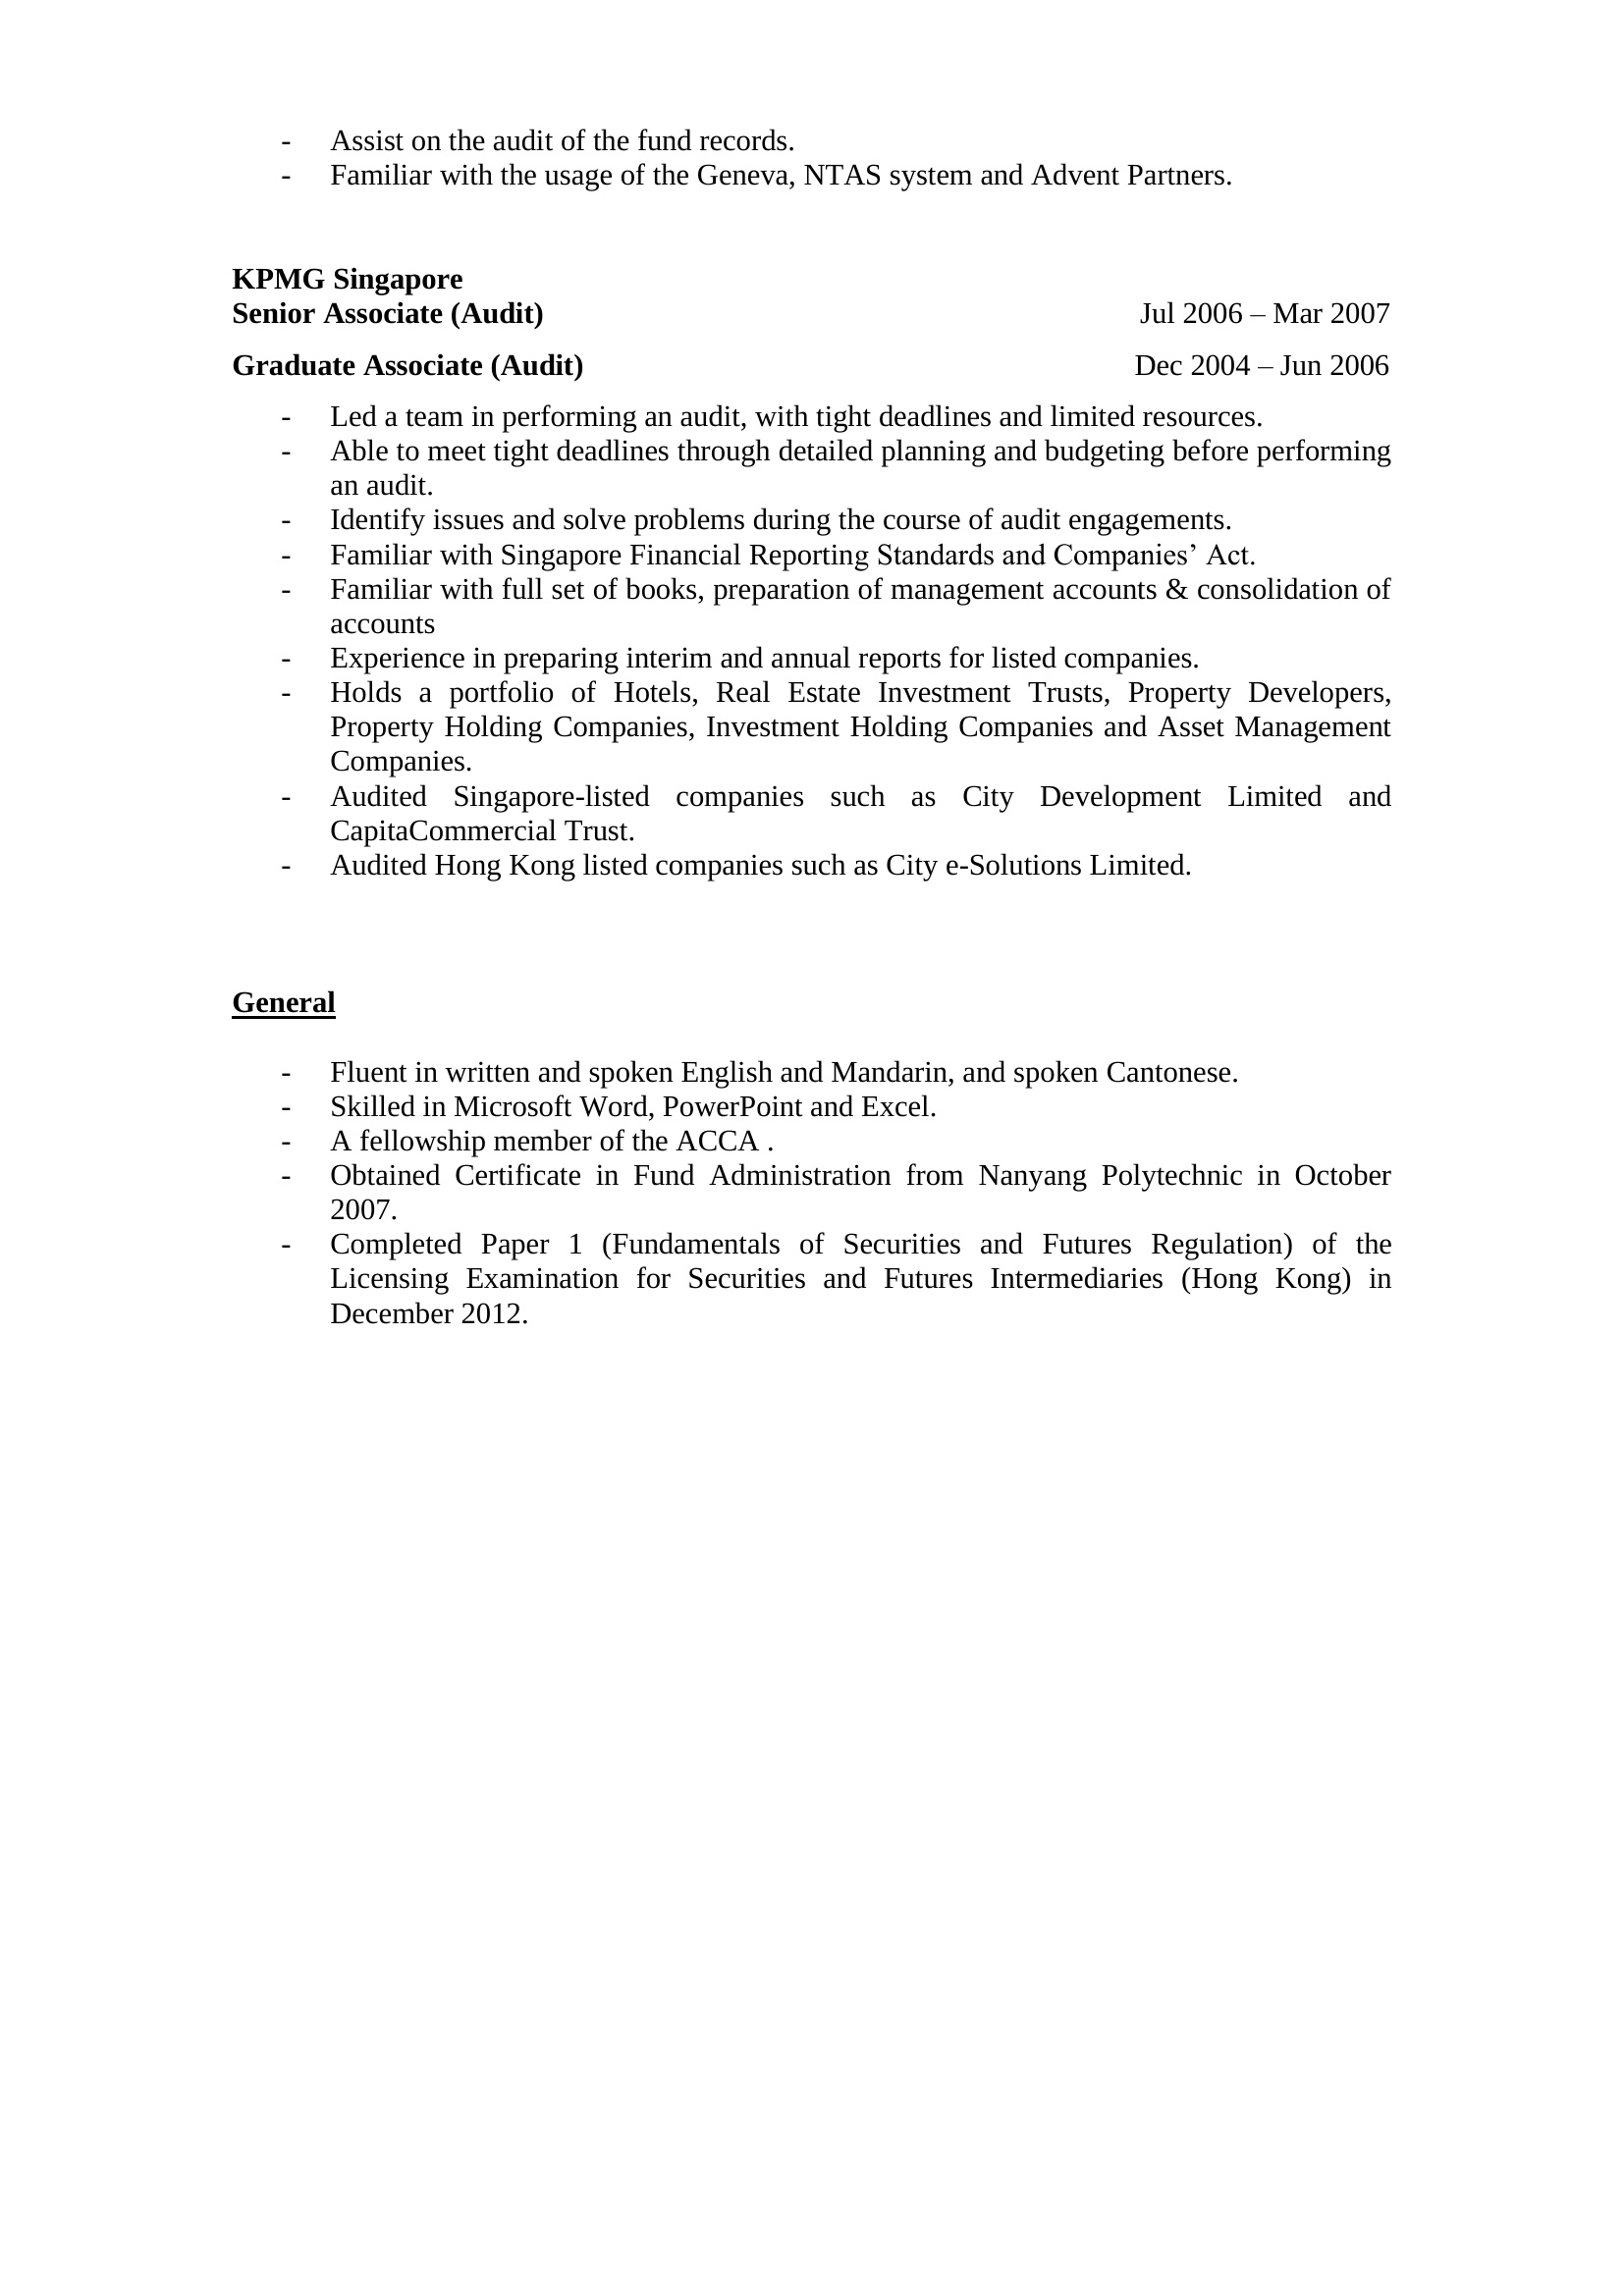 - Assist on the audit of the fund records.
- Familiar with the usage of the Geneva, NTAS system and Advent Partners.
KPMG Singapore
Senior Associate (Audit) Jul 2006 – Mar 2007
Graduate Associate (Audit) Dec 2004 – Jun 2006
- Led a team in performing an audit, with tight deadlines and limited resources.
- Able to meet tight deadlines through detailed planning and budgeting before performing
an audit.
- Identify issues and solve problems during the course of audit engagements.
- Familiar with Singapore Financial Reporting Standards and Companies’ Act.
- Familiar with full set of books, preparation of management accounts & consolidation of
accounts
- Experience in preparing interim and annual reports for listed companies.
- Holds a portfolio of Hotels, Real Estate Investment Trusts, Property Developers,
Property Holding Companies, Investment Holding Companies and Asset Management
Companies.
- Audited Singapore-listed companies such as City Development Limited and
CapitaCommercial Trust.
- Audited Hong Kong listed companies such as City e-Solutions Limited.
General
- Fluent in written and spoken English and Mandarin, and spoken Cantonese.
- Skilled in Microsoft Word, PowerPoint and Excel.
- A fellowship member of the ACCA .
- Obtained Certificate in Fund Administration from Nanyang Polytechnic in October
2007.
- Completed Paper 1 (Fundamentals of Securities and Futures Regulation) of the
Licensing Examination for Securities and Futures Intermediaries (Hong Kong) in
December 2012.